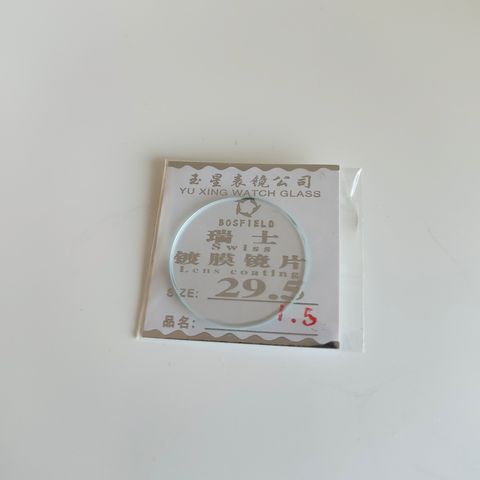 玉星表镜公司
YU XING WATCH GLASS
BOSFIELD
瑞士
Swiss
镀膜镜片
Lens coating
SIZE: 29.5
1.5
品名: